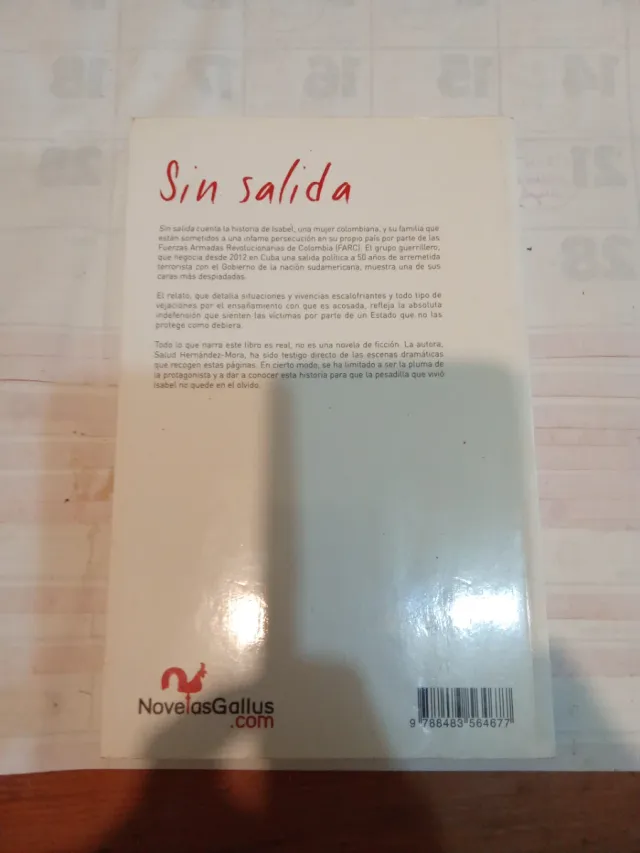 14 15 16 17 18
21
28
Sin salida
Sin salida cuenta la historia de Isabel, una mujer colombiana, y su familia que
están sometidos a una infame persecución en su propio país por parte de las
Fuerzas Armadas Revolucionarias de Colombia (FARC). El grupo guerrillero,
que negocia desde 2012 en Cuba una salida política a 50 años de arremetida
terrorista con el Gobierno de la nación sudamericana, muestra una de sus
caras más despiadadas.
El relato, que detalla situaciones y vivencias escalofriantes y todo tipo de
vejaciones por el ensañamiento con que es acosada, refleja la absoluta
indefensión que sienten las víctimas por parte de un Estado que no las
protege como debiera.
Todo lo que narra este libro es real, no es una novela de ficción. La autora,
Salud Hernández-Mora, ha sido testigo directo de las escenas dramáticas
que recogen estas páginas. En cierto modo, se ha limitado a ser la pluma de
la protagonista y a dar a conocer esta historia para que la pesadilla que vivió
Isabel no quede en el olvido.
NovelasGallus
.com
9 788483 564677